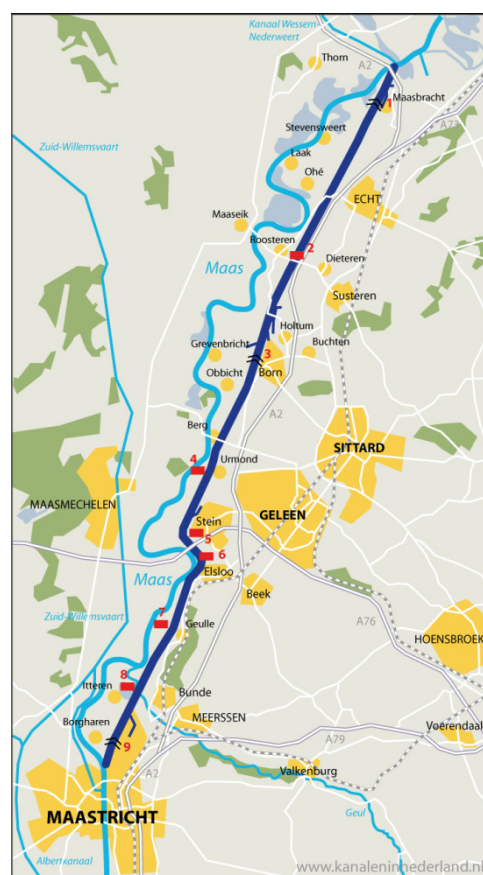 Kanaal Wessem-
Nederweert
A2
Thorn
1
Maasbracht
A73
Stevensweert
Zuid-Willemsvaart
Laak
Ohé
ECHT
Maaseik
Roosteren
2
Maas
Dieteren
Susteren
Holtum
Grevenbricht
3
Buchten
Obbicht
Born
A2
Berg
SITTARD
4
Urmond
MAASMECHELEN
GELEEN
Stein
5
6
Maas
Elsloo
Beek
Zuid-Willemsvaart
7
Geulle
A76
HOENSBROEK
8
Itteren
Bunde
Borgharen
MEERSSEN
Voerendaal
9
A79
A2
Valkenburg
MAASTRICHT
Geul
Albertkanaal
www.kanaleninnederland.nl